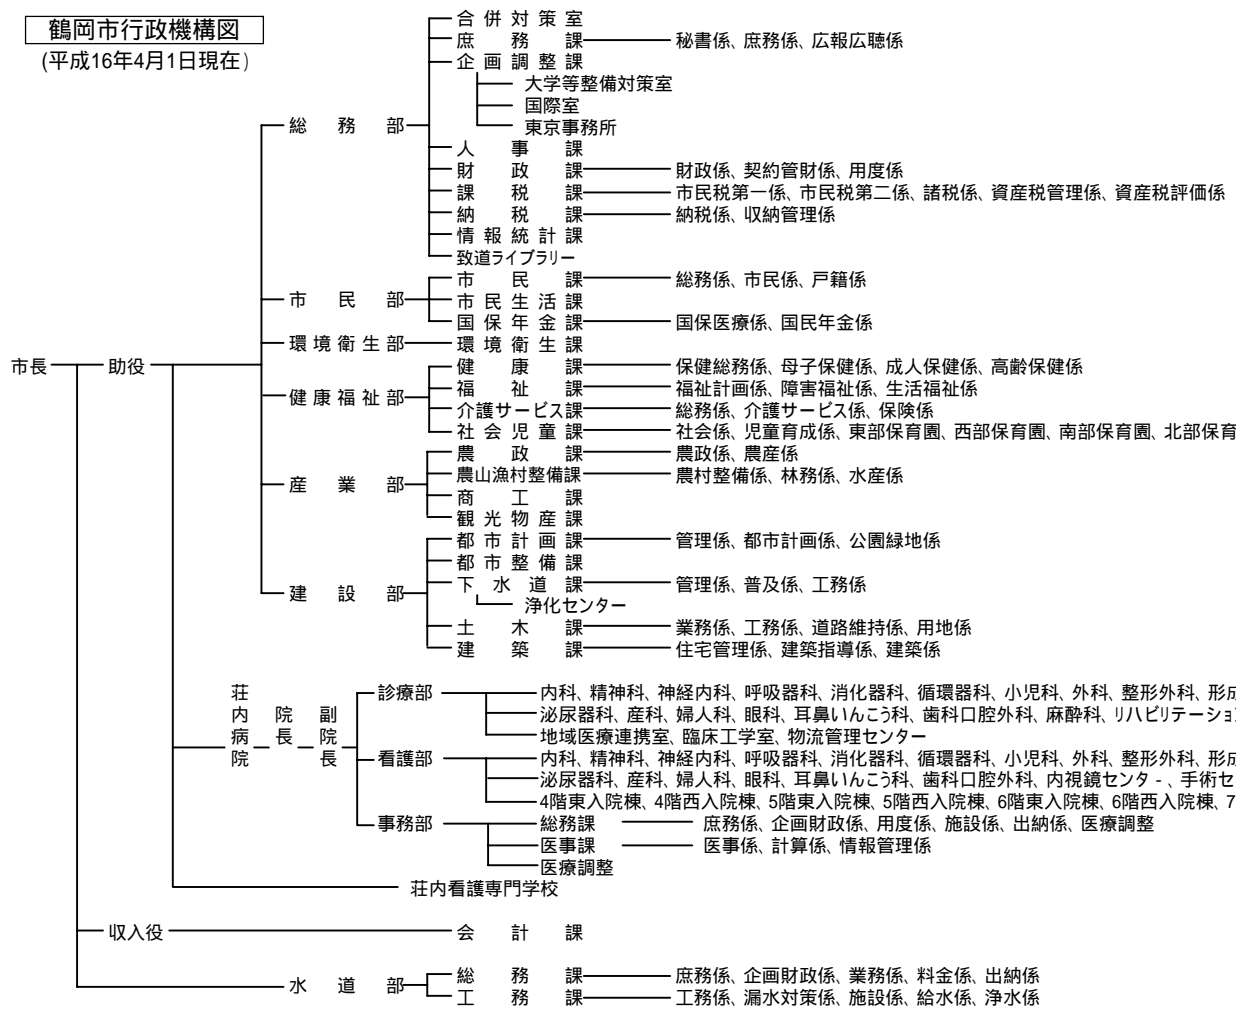 鶴岡市行政機構図
(平成16年4月1日現在)
合併対策室
庶務課 秘書係、庶務係、広報広聴係
企画調整課
大学等整備対策室
国際室
総務部 東京事務所
人事課
財政課 財政係、契約管財係、用度係
課税課 市民税第一係、市民税第二係、諸税係、資産税管理係、資産税評価係
納税課 納税係、収納管理係
情報統計課
致道ライブラリー
市民課 総務係、市民係、戸籍係
市民部 市民生活課
国保年金課 国保医療係、国民年金係
環境衛生部 環境衛生課
市長 助役 健康課 保健総務係、母子保健係、成人保健係、高齢保健係
福祉課 福祉計画係、障害福祉係、生活福祉係
健康福祉部 介護サービス課 総務係、介護サービス係、保険係
社会児童課 社会係、児童育成係、東部保育園、西部保育園、南部保育園、北部保育
農政課 農政係、農産係
農山漁村整備課 農村整備係、林務係、水産係
産業部 商工課
観光物産課
都市計画課 管理係、都市計画係、公園緑地係
都市整備課
下水道課 管理係、普及係、工務係
建設部 浄化センター
土木課 業務係、工務係、道路維持係、用地係
建築課 住宅管理係、建築指導係、建築係
荘内病院 院長 副院長
診療部 内科、精神科、神経内科、呼吸器科、消化器科、循環器科、小児科、外科、整形外科、形成
泌尿器科、産科、婦人科、眼科、耳鼻いんこう科、歯科口腔外科、麻酔科、リハビリテーション
地域医療連携室、臨床工学室、物流管理センター
看護部 内科、精神科、神経内科、呼吸器科、消化器科、循環器科、小児科、外科、整形外科、形成
泌尿器科、産科、婦人科、眼科、耳鼻いんこう科、歯科口腔外科、内視鏡センタ-、手術セ
4階東入院棟、4階西入院棟、5階東入院棟、5階西入院棟、6階東入院棟、6階西入院棟、7
事務部 総務課 庶務係、企画財政係、用度係、施設係、出納係、医療調整
医事課 医事係、計算係、情報管理係
医療調整
荘内看護専門学校
収入役 会計課
水道部 総務課 庶務係、企画財政係、業務係、料金係、出納係
工務課 工務係、漏水対策係、施設係、給水係、浄水係